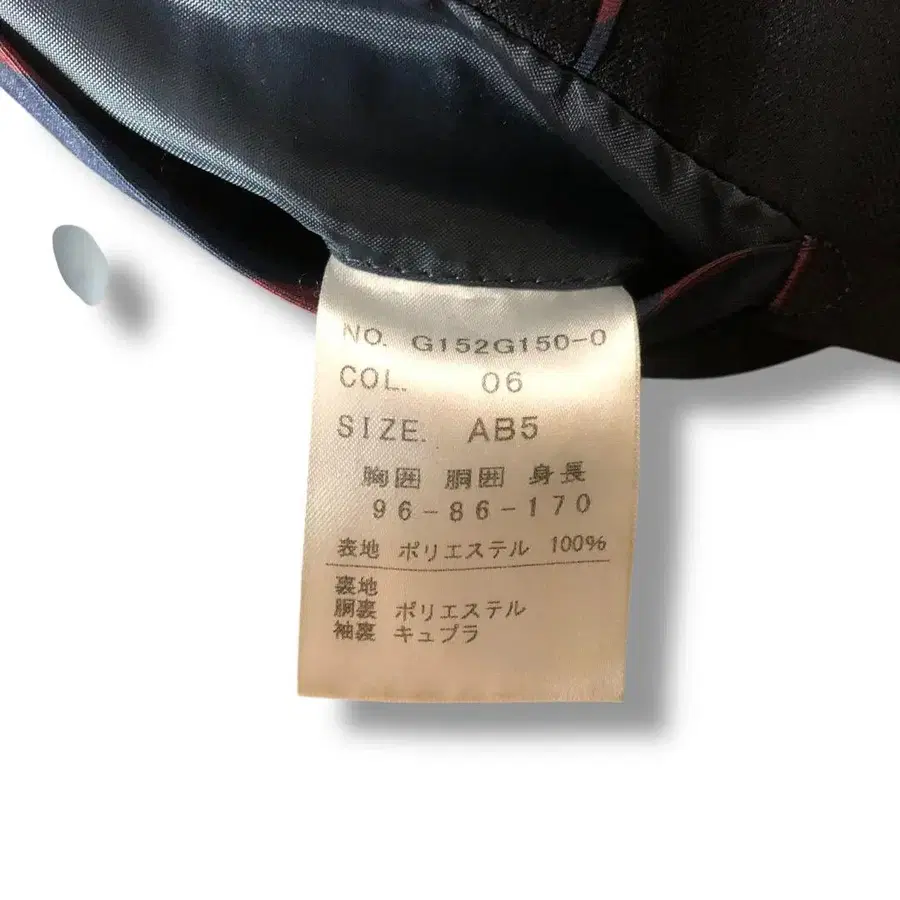 NO. G152G150-0
COL. 06
SIZE. AB5
胸囲 胴囲 身長
96-86-170
表地 ポリエステル 100%
裏地
胴裏 ポリエステル
袖裏 キュプラ